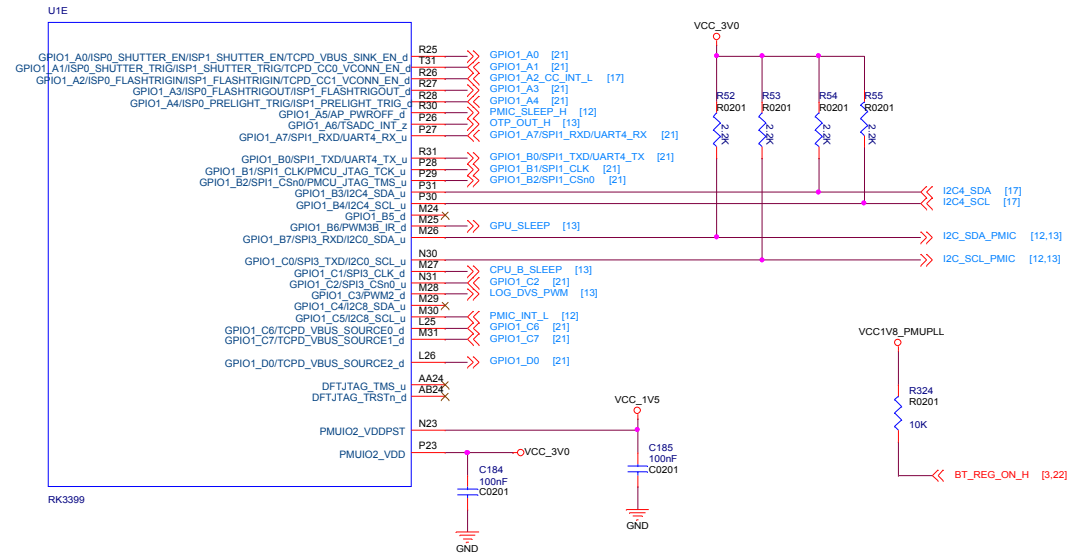 U1E
GPIO1_A0/ISP0_SHUTTER_EN/ISP1_SHUTTER_EN/TCPD_VBUS_SINK_EN_d R25 GPIO1_A0 [21]
GPIO1_A1/ISP0_SHUTTER_TRIG/ISP1_SHUTTER_TRIG/TCPD_CC0_VCONN_EN_d T31 GPIO1_A1 [21]
GPIO1_A2/ISP0_FLASHTRIGIN/ISP1_FLASHTRIGIN/TCPD_CC1_VCONN_EN_d R26 GPIO1_A2_CC_INT_L [17]
GPIO1_A3/ISP0_FLASHTRIGOUT/ISP1_FLASHTRIGOUT_d R27 GPIO1_A3 [21]
GPIO1_A4/ISP0_PRELIGHT_TRIG/ISP1_PRELIGHT_TRIG_d R28 GPIO1_A4 [21]
GPIO1_A5/AP_PWROFF_d R30 PMIC_SLEEP_H [12]
GPIO1_A6/TSADC_INT_z P26 OTP_OUT_H [13]
GPIO1_A7/SPI1_RXD/UART4_RX_u P27 GPIO1_A7/SPI1_RXD/UART4_RX [21]
GPIO1_B0/SPI1_TXD/UART4_TX_u R31 GPIO1_B0/SPI1_TXD/UART4_TX [21]
GPIO1_B1/SPI1_CLK/PMCU_JTAG_TCK_u P28 GPIO1_B1/SPI1_CLK [21]
GPIO1_B2/SPI1_CSn0/PMCU_JTAG_TMS_u P29 GPIO1_B2/SPI1_CSn0 [21]
GPIO1_B3/I2C4_SDA_u P31 I2C4_SDA [17]
GPIO1_B4/I2C4_SCL_u P30 I2C4_SCL [17]
GPIO1_B5_d M24
GPIO1_B6/PWM3B_IR_d M25 GPU_SLEEP [13]
GPIO1_B7/SPI3_RXD/I2C0_SDA_u M26 I2C_SDA_PMIC [12,13]
GPIO1_C0/SPI3_TXD/I2C0_SCL_u N30 I2C_SCL_PMIC [12,13]
GPIO1_C1/SPI3_CLK_d M27 CPU_B_SLEEP [13]
GPIO1_C2/SPI3_CSn0_u N31 GPIO1_C2 [21]
GPIO1_C3/PWM2_d M28 LOG_DVS_PWM [13]
GPIO1_C4/I2C8_SDA_u M29
GPIO1_C5/I2C8_SCL_u M30 PMIC_INT_L [12]
GPIO1_C6/TCPD_VBUS_SOURCE0_d L25 GPIO1_C6 [21]
GPIO1_C7/TCPD_VBUS_SOURCE1_d M31 GPIO1_C7 [21]
GPIO1_D0/TCPD_VBUS_SOURCE2_d L26 GPIO1_D0 [21]
DFTJTAG_TMS_u AA24
DFTJTAG_TRSTn_d AB24
PMUIO2_VDDPST N23
PMUIO2_VDD P23
RK3399
VCC_3V0
C184
100nF
C0201
GND
VCC_1V5
C185
100nF
C0201
GND
VCC_3V0
R52 R53 R54 R55
R0201 R0201 R0201 R0201
2.2K 2.2K 2.2K 2.2K
VCC1V8_PMUPLL
R324
R0201
10K
BT_REG_ON_H [3,22]